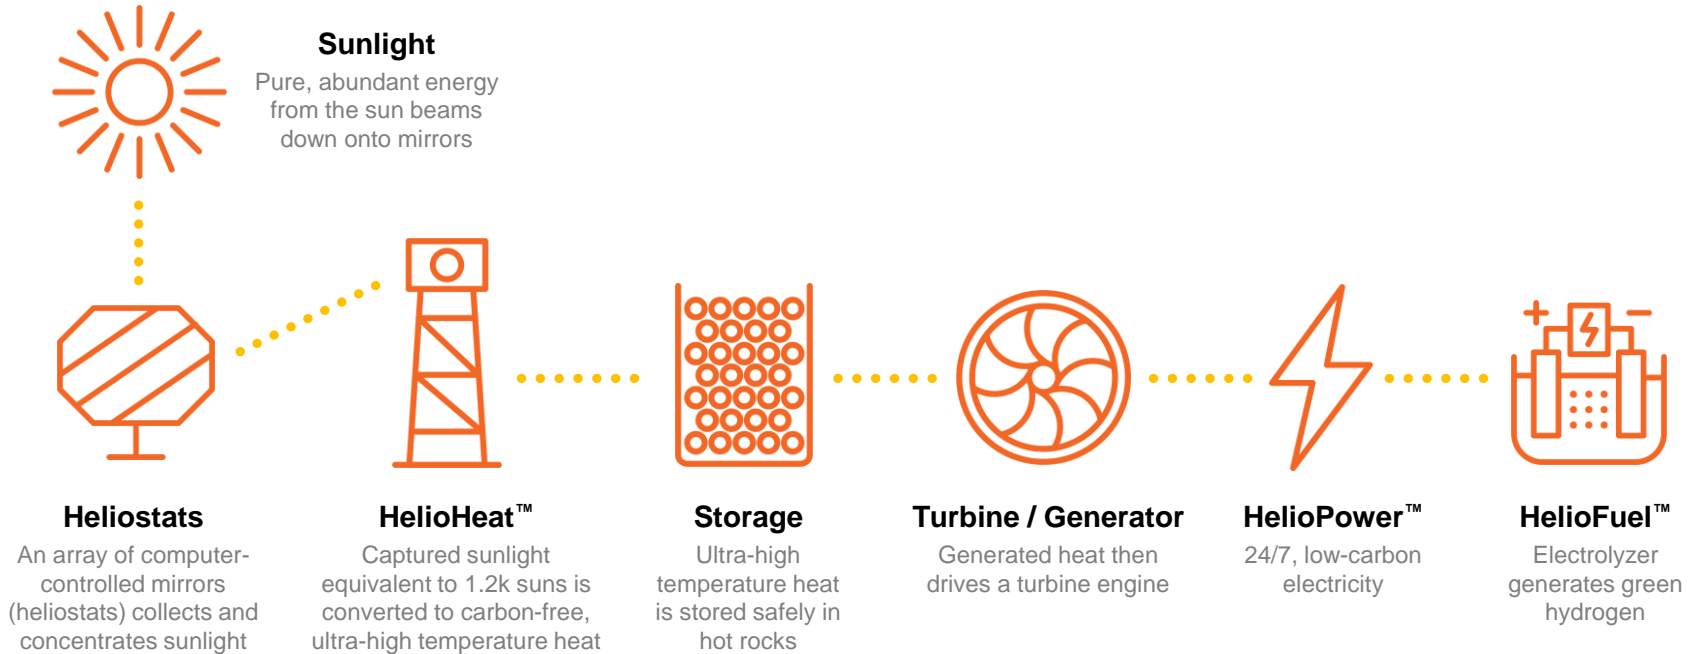 Sunlight
Pure, abundant energy
from the sun beams
down onto mirrors
Heliostats
An array of computer-
controlled mirrors
(heliostats) collects and
concentrates sunlight
HelioHeat™
Captured sunlight
equivalent to 1.2k suns is
converted to carbon-free,
ultra-high temperature heat
Storage
Ultra-high
temperature heat
is stored safely in
hot rocks
Turbine / Generator
Generated heat then
drives a turbine engine
HelioPower™
24/7, low-carbon
electricity
+ −
HelioFuel™
Electrolyzer
generates green
hydrogen